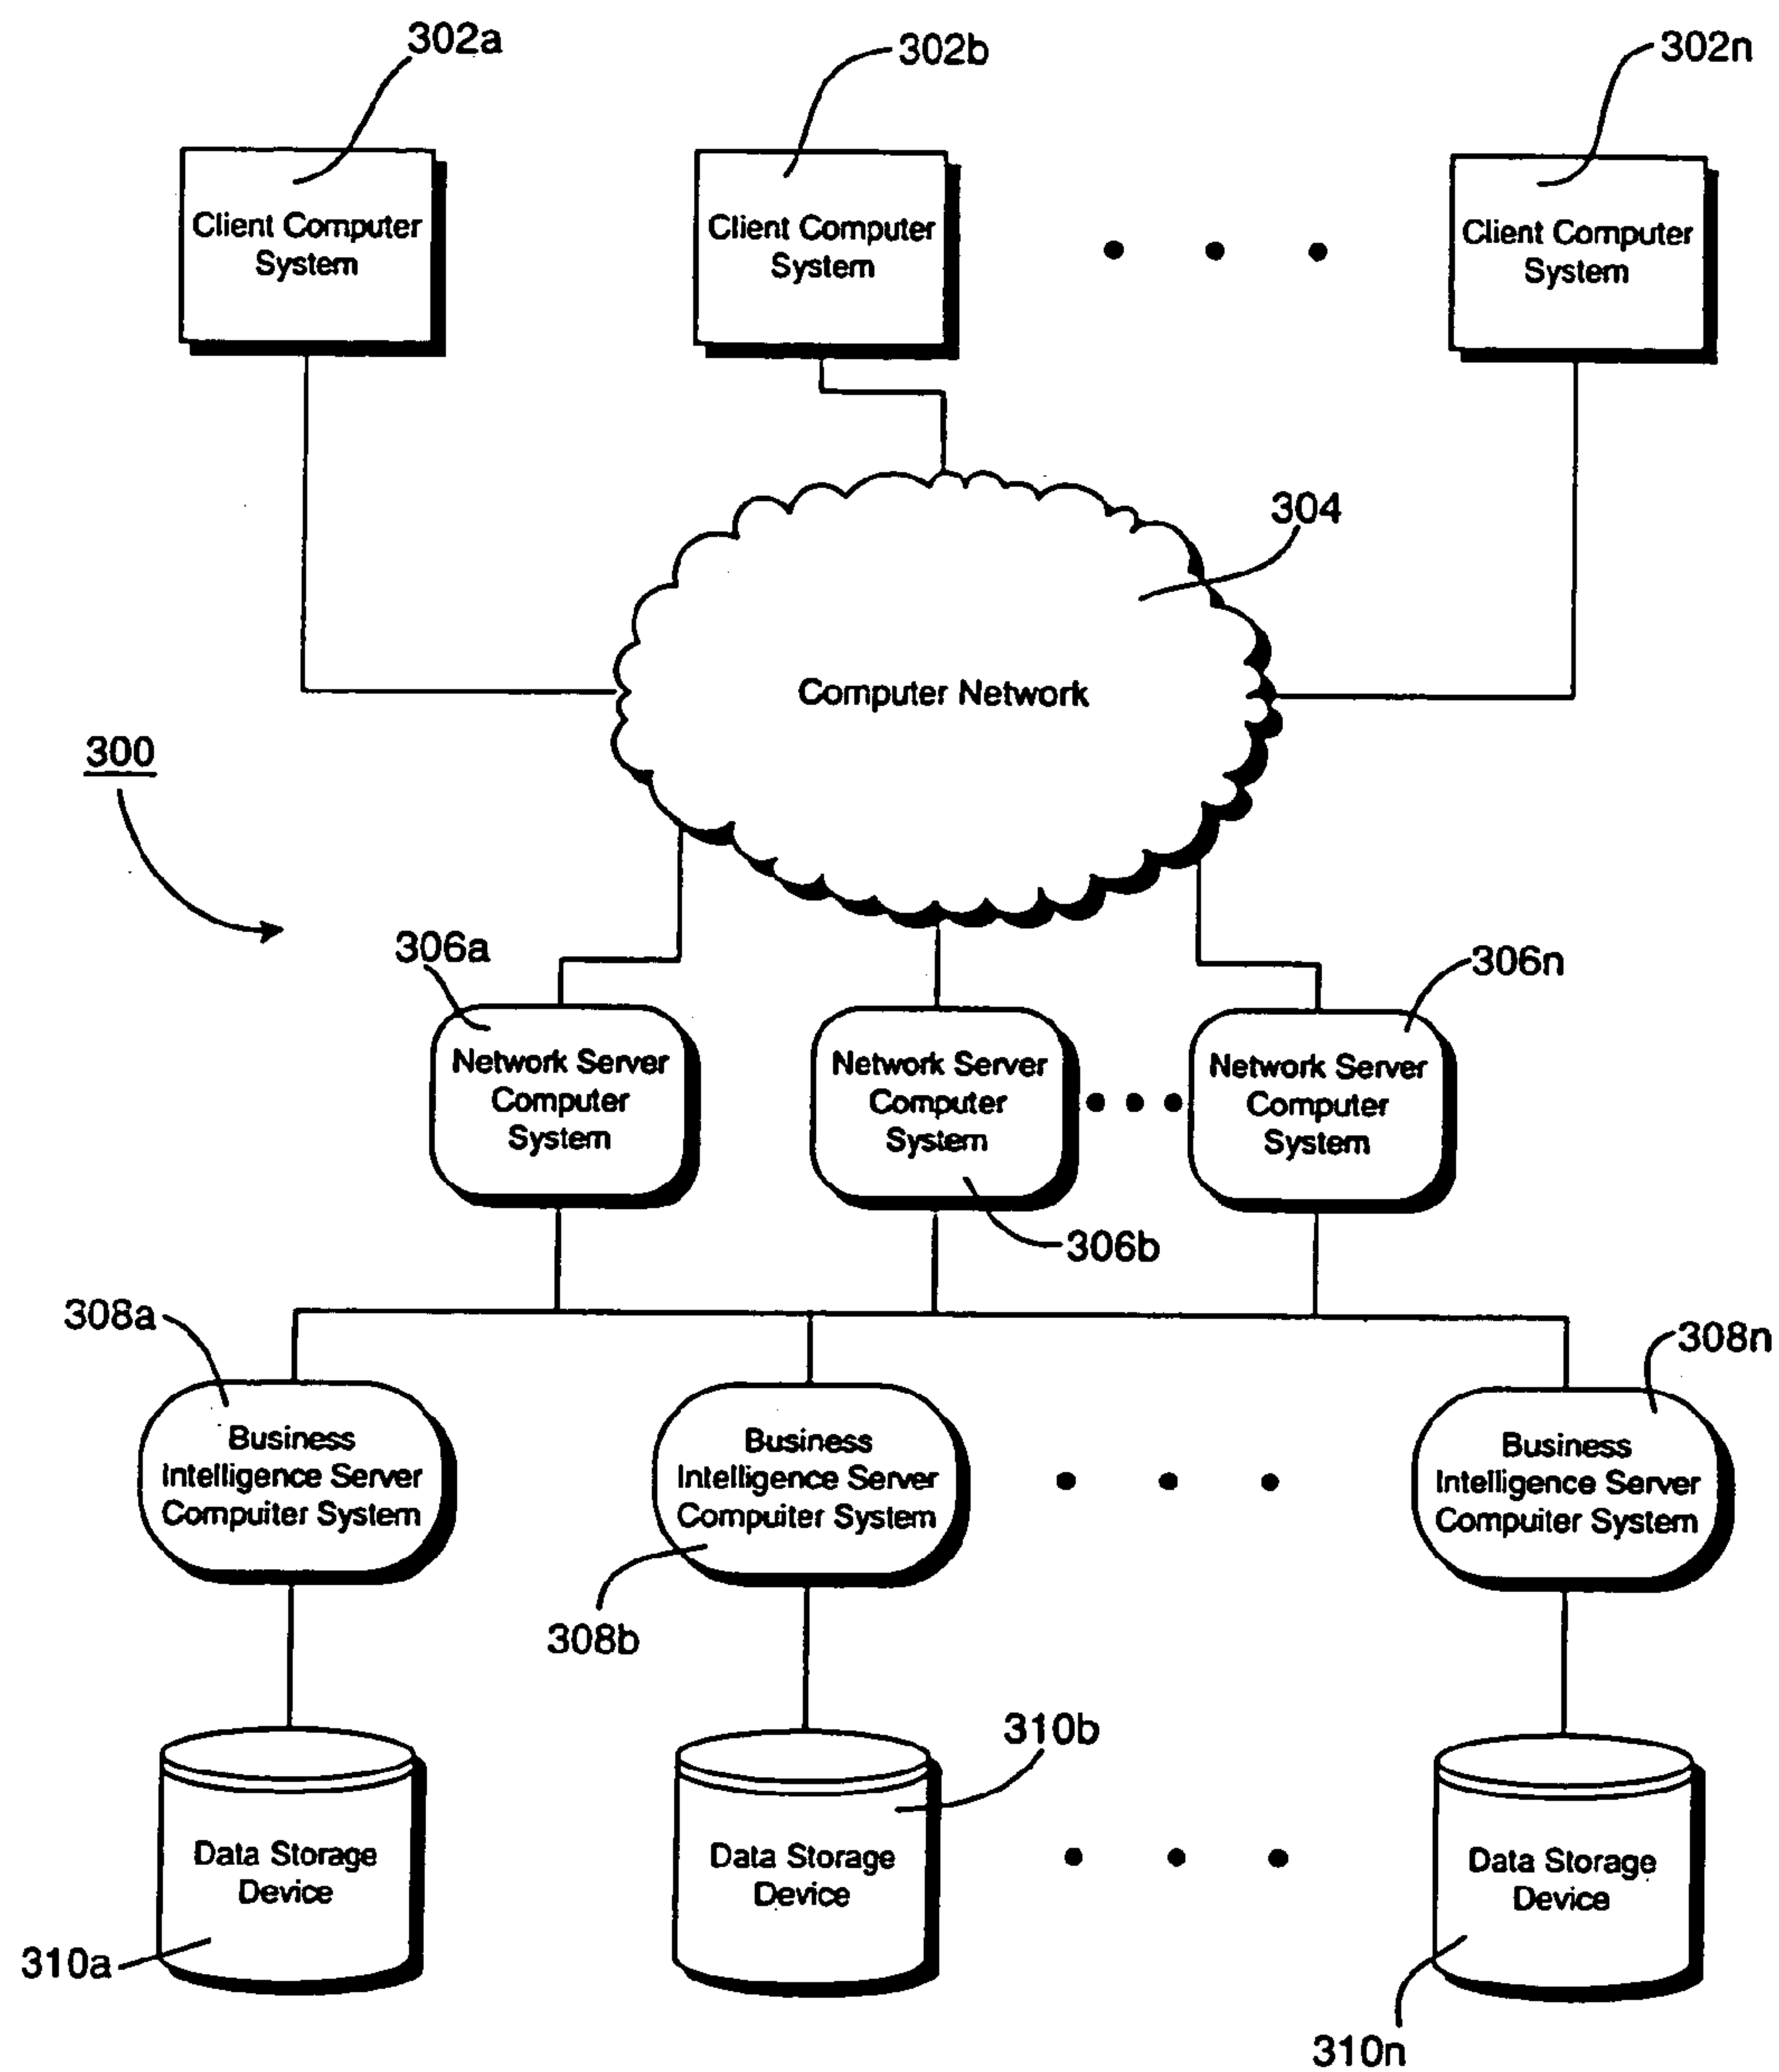 302a
302b
302n
Client Computer
System
Client Computer
System
Client Computer
System
304
Computer Network
300
306a
306n
Network Server
Computer
System
Network Server
Computer
System
Network Server
Computer
System
306b
308a
308n
Business
Intelligence Server
Compuiter System
Business
Intelligence Server
Compuiter System
Business
Intelligence Server
Compuiter System
308b
310b
Data Storage
Device
Data Storage
Device
Data Storage
Device
310a
310n